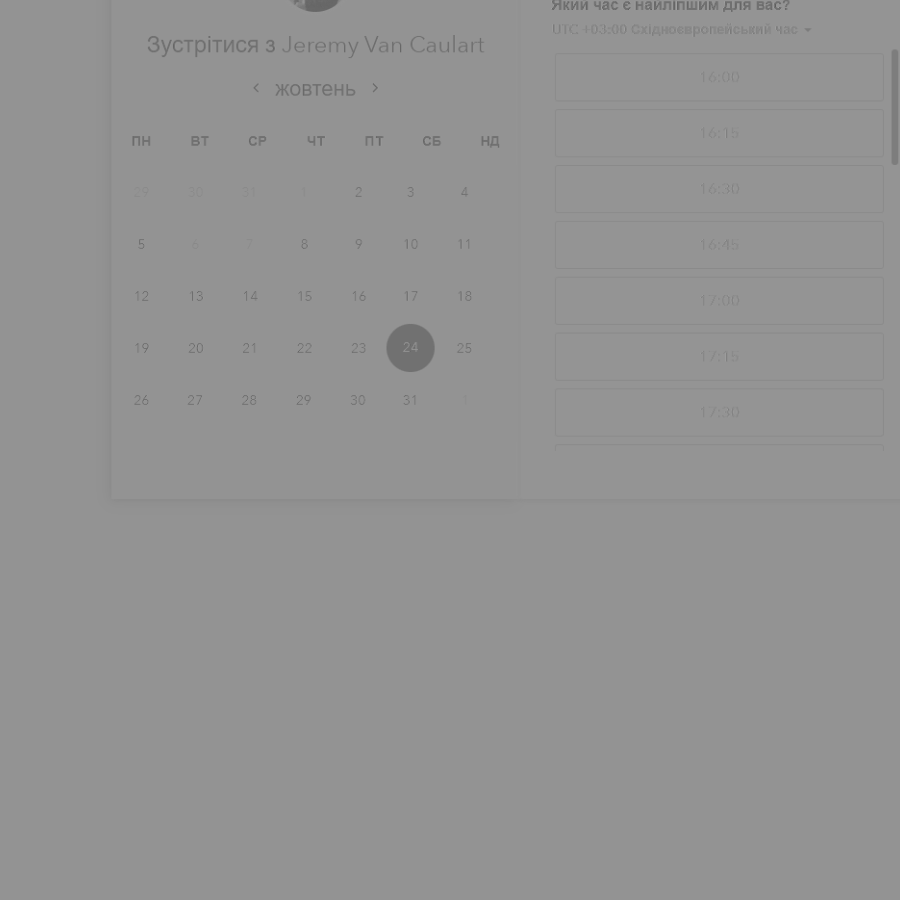 Зустрітися з Jeremy Van Caulart
жовтень
ПН ВТ СР ЧТ ПТ СБ НД
29 30 31 1 2 3 4
5 6 7 8 9 10 11
12 13 14 15 16 17 18
19 20 21 22 23 24 25
26 27 28 29 30 31 1
Який час є найліпшим для вас?
UTC +03:00 Східноєвропейський час
16:00
16:15
16:30
16:45
17:00
17:15
17:30